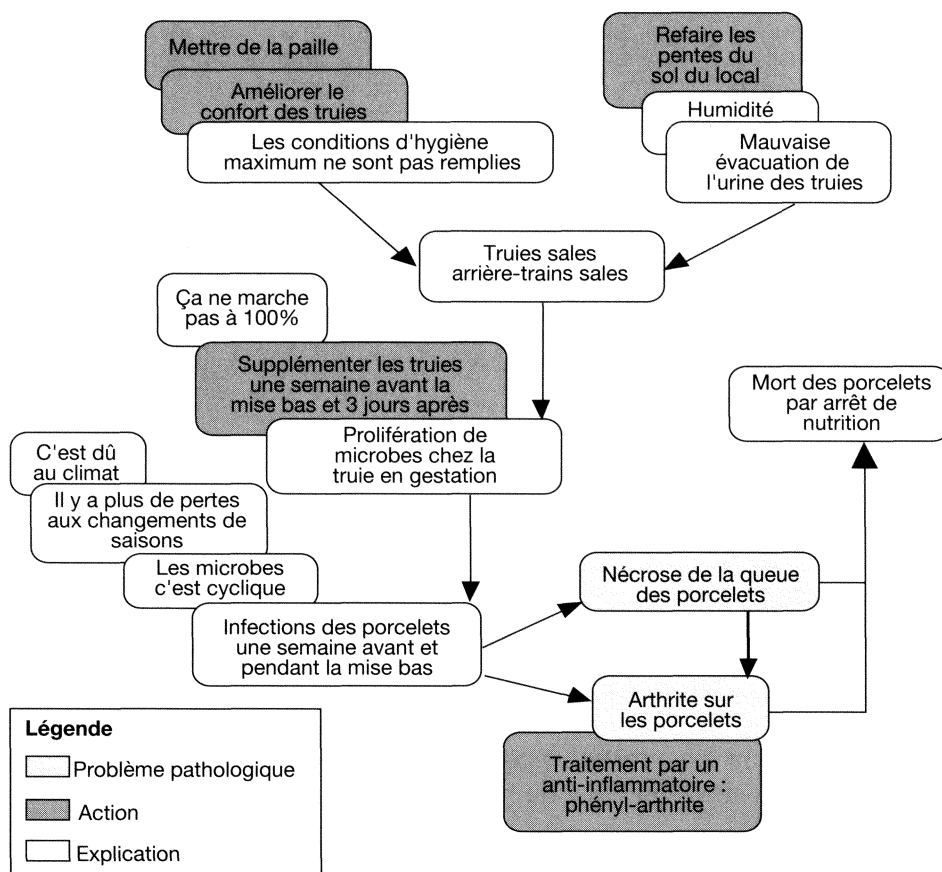 Mettre de la paille
Améliorer le
confort des truies
Les conditions d'hygiène
maximum ne sont pas remplies
Refaire les
pentes du
sol du local
Humidité
Mauvaise
évacuation de
l'urine des truies
Truies sales
arrière-trains sales
Ça ne marche
pas à 100%
Supplémenter les truies
une semaine avant la
mise bas et 3 jours après
Prolifération de
microbes chez la
truie en gestation
Mort des porcelets
par arrêt de
nutrition
C'est dû
au climat
Il y a plus de pertes
aux changements de
saisons
Les microbes
c'est cyclique
Infections des porcelets
une semaine avant et
pendant la mise bas
Nécrose de la queue
des porcelets
Arthrite sur
les porcelets
Traitement par un
anti-inflammatoire :
phényl-arthrite
Légende
Problème pathologique
Action
Explication